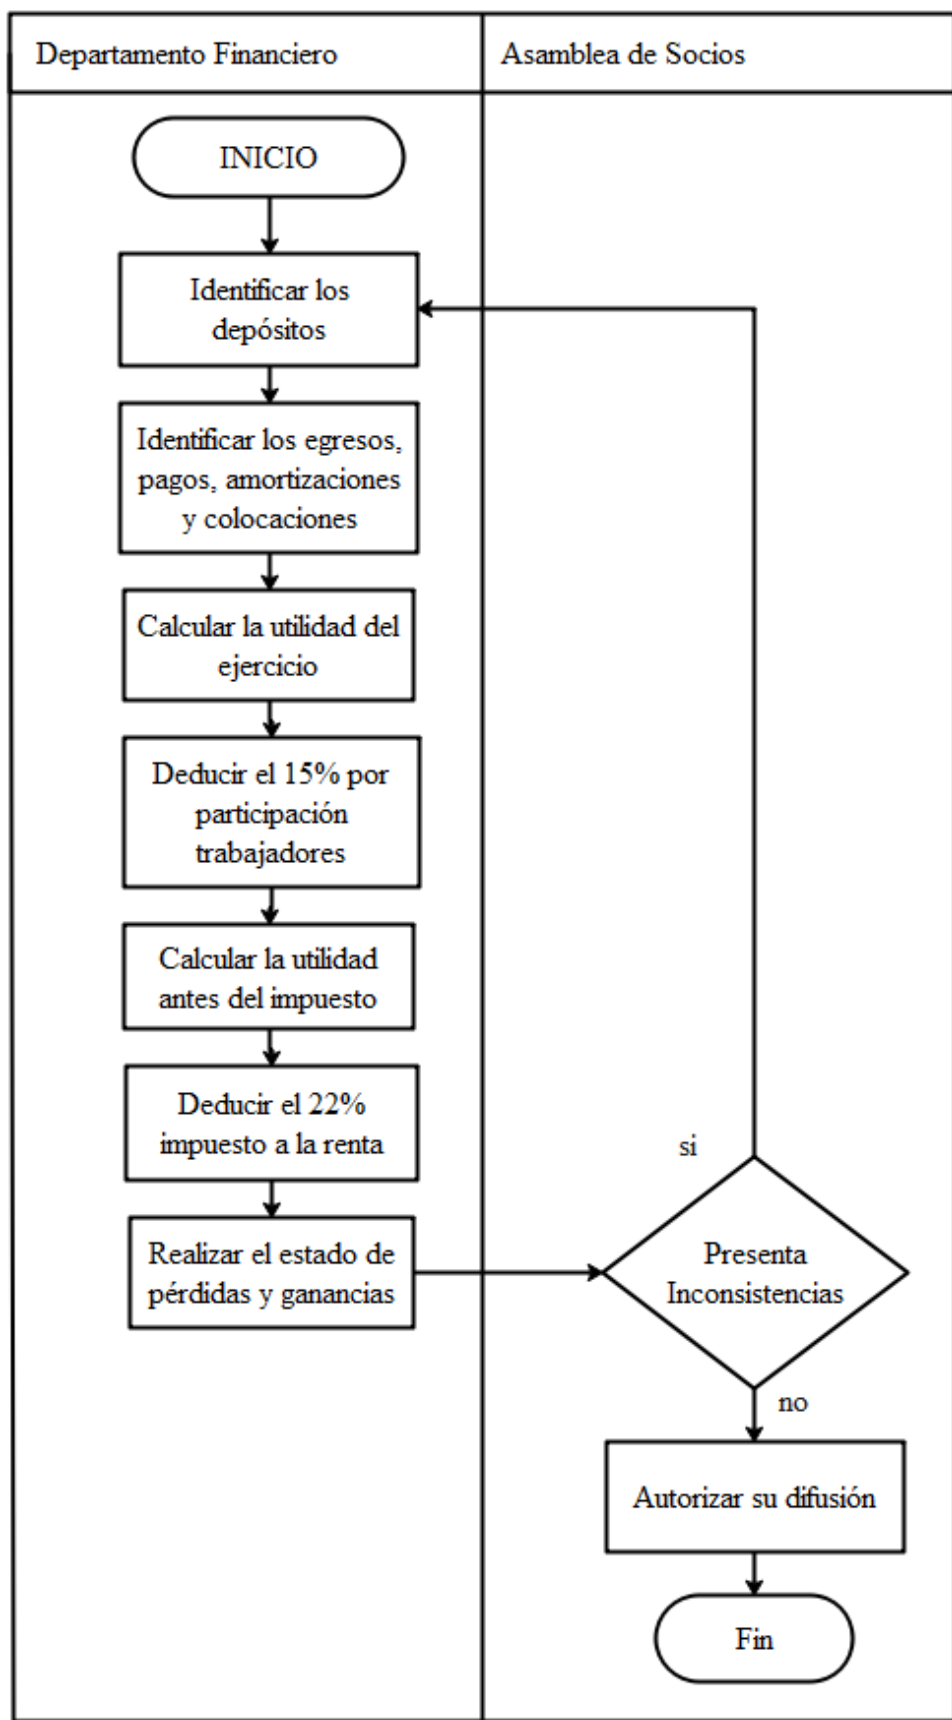 Departamento Financiero
Asamblea de Socios
INICIO
Identificar los
depósitos
Identificar los egresos,
pagos, amortizaciones
y colocaciones
Calcular la utilidad del
ejercicio
Deducir el 15% por
participación
trabajadores
Calcular la utilidad
antes del impuesto
Deducir el 22%
impuesto a la renta
Realizar el estado de
pérdidas y ganancias
si
Presenta
Inconsistencias
no
Autorizar su difusión
Fin